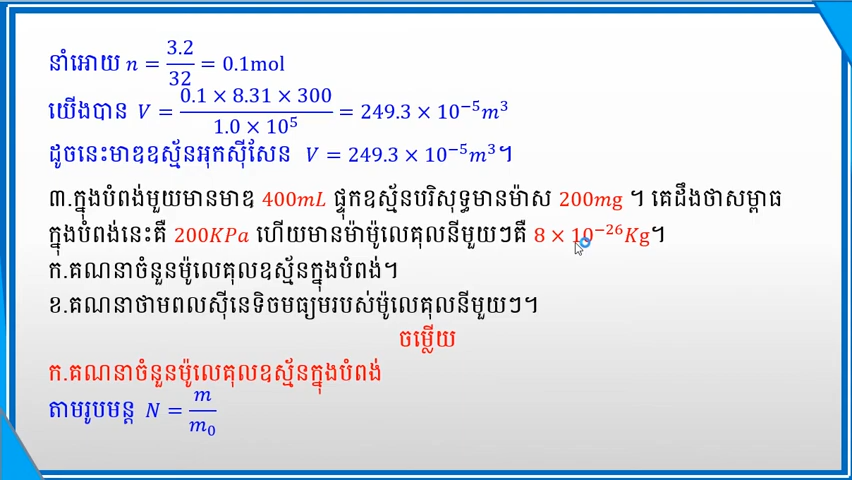 នាំអោយ n = 3.2/32 = 0.1mol
យើងបាន V = 0.1 × 8.31 × 300/1.0 × 10⁵ = 249.3 × 10⁻⁵m³
ដូចនេះមាឌឧស្ម័នអុកស៊ីសែន V = 249.3 × 10⁻⁵m³។
៣.ក្នុងបំពង់មួយមានមាឌ 400mL ផ្ទុកឧស្ម័នបរិសុទ្ធមានម៉ាស 200mg ។ គេដឹងថាសម្ពាធ
ក្នុងបំពង់នេះគឺ 200KPa ហើយមានម៉ាម៉ូលេគុលនីមួយៗគឺ 8 × 10⁻²⁶Kg។
ក.គណនាចំនួនម៉ូលេគុលឧស្ម័នក្នុងបំពង់។
ខ.គណនាថាមពលស៊ីនេទិចមធ្យមរបស់ម៉ូលេគុលនីមួយៗ។
ចម្លើយ
ក.គណនាចំនួនម៉ូលេគុលឧស្ម័នក្នុងបំពង់
តាមរូបមន្ត N = m/m₀